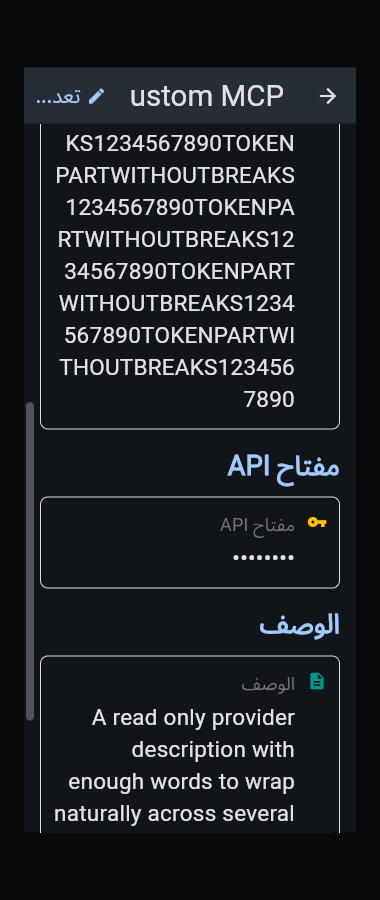 ustom MCP
تعد...
KS1234567890TOKEN
PARTWITHOUTBREAKS
1234567890TOKENPA
RTWITHOUTBREAKS12
34567890TOKENPART
WITHOUTBREAKS1234
567890TOKENPARTWI
THOUTBREAKS123456
7890
مفتاح API
مفتاح API
••••••••
الوصف
الوصف
A read only provider
description with
enough words to wrap
naturally across several